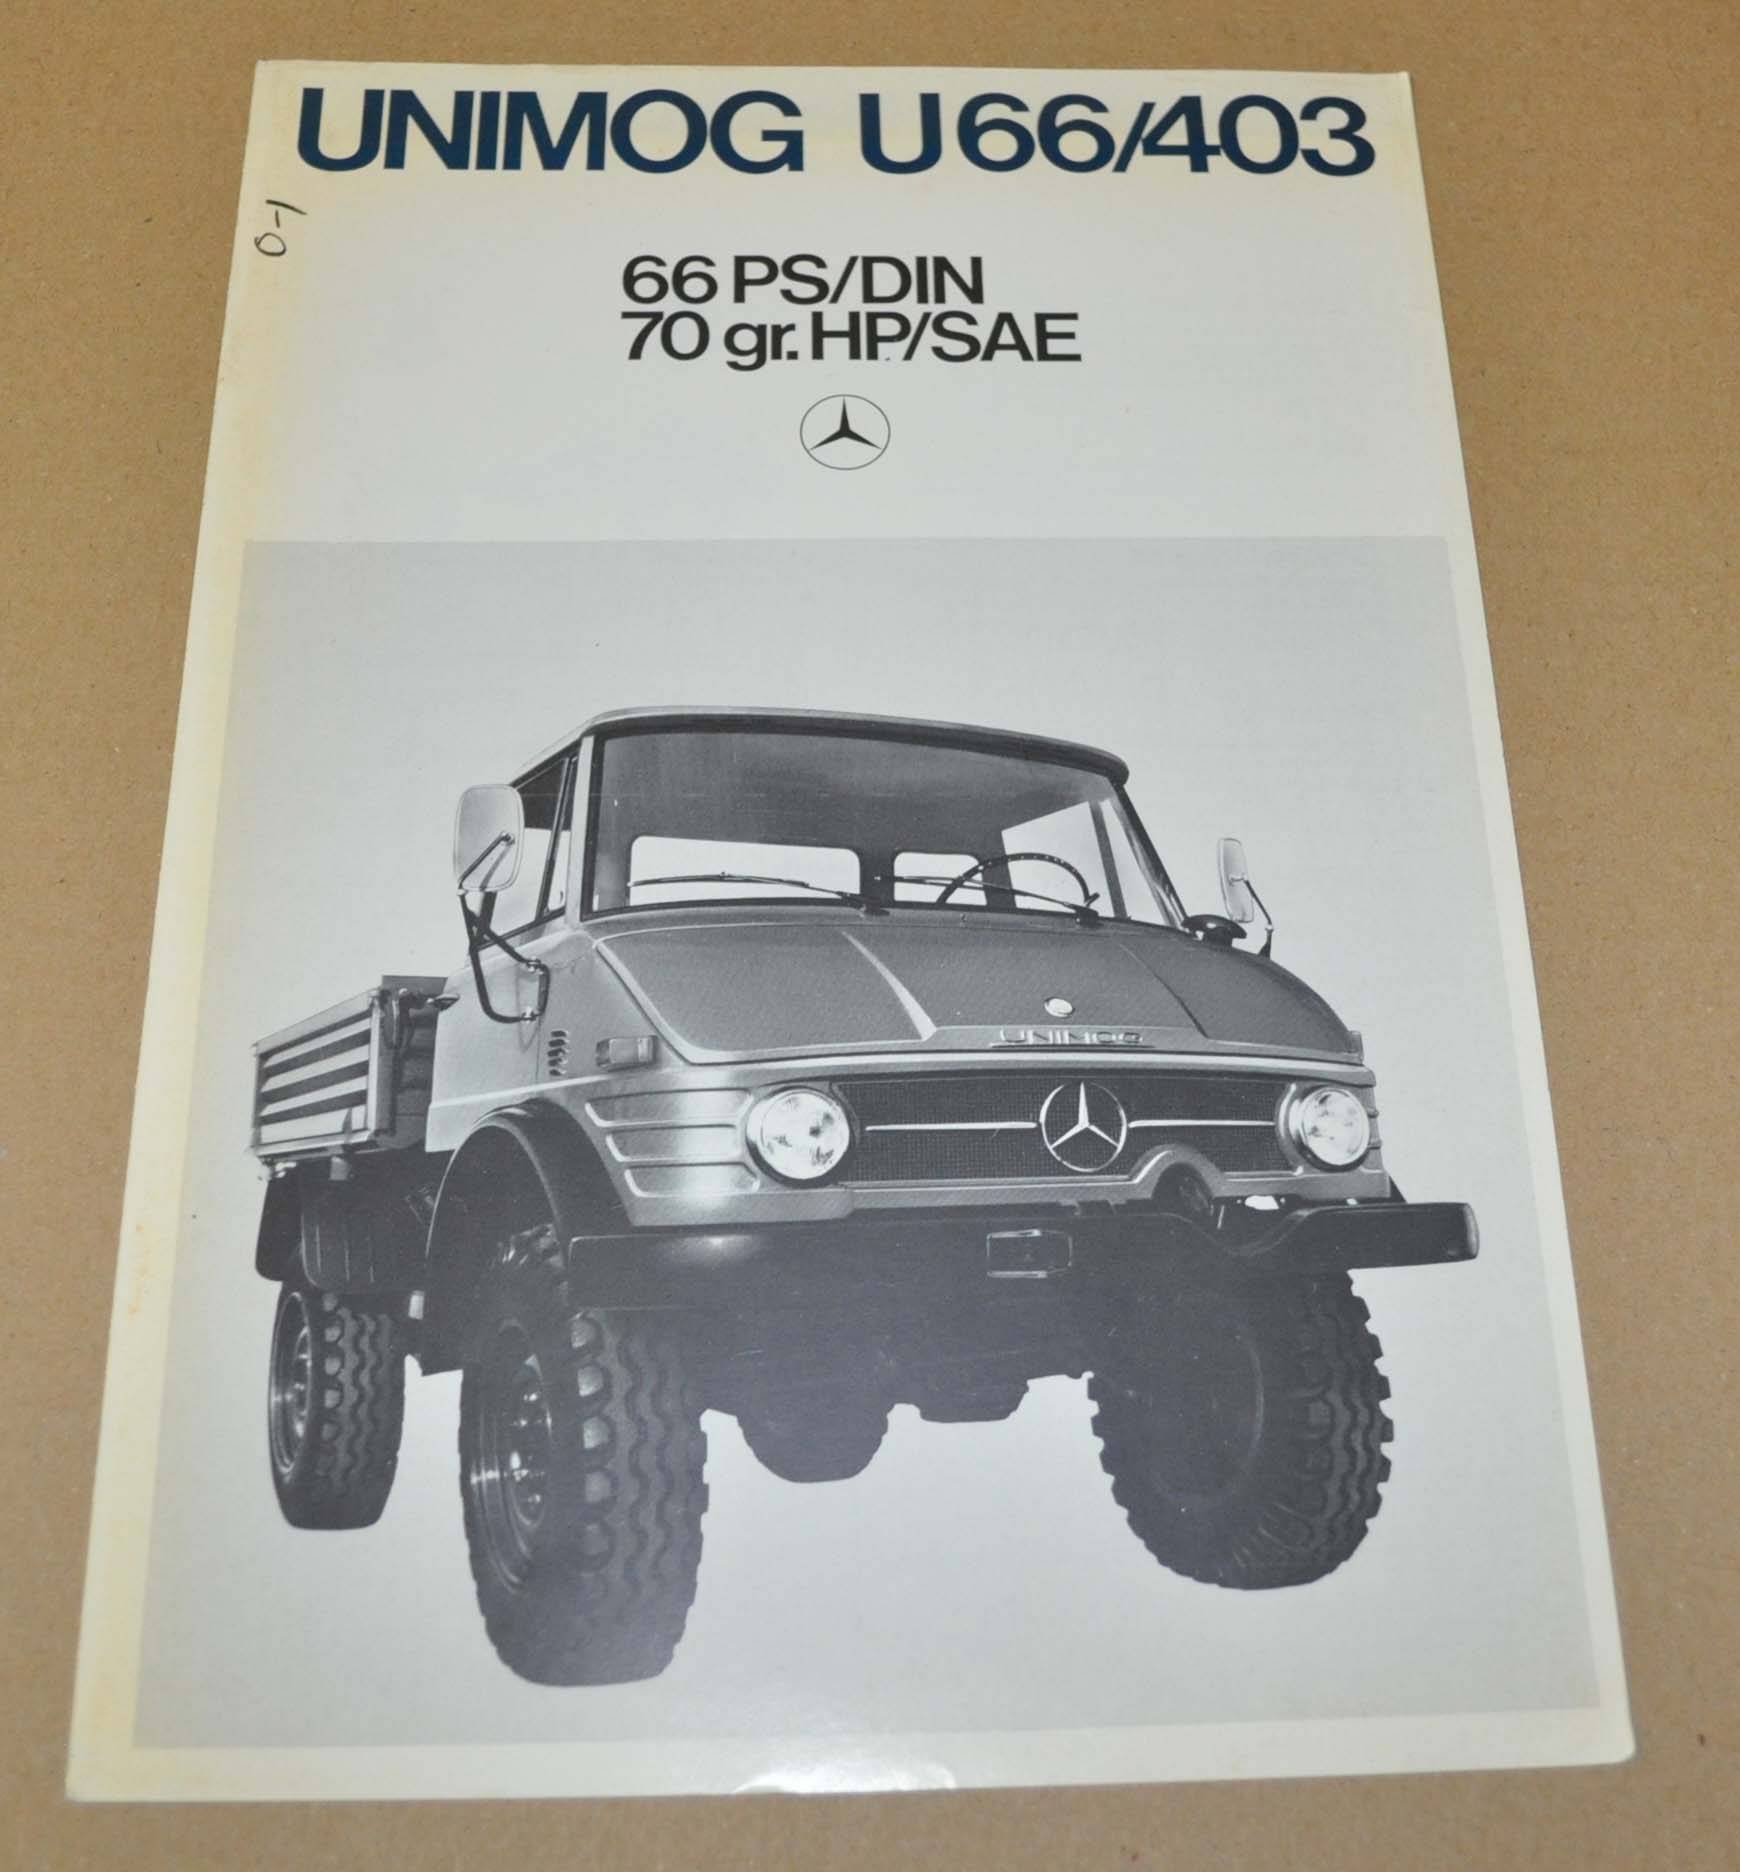 UNIMOG U66/403
0-1
66 PS/DIN
70 gr. HP/SAE
UNIMOG